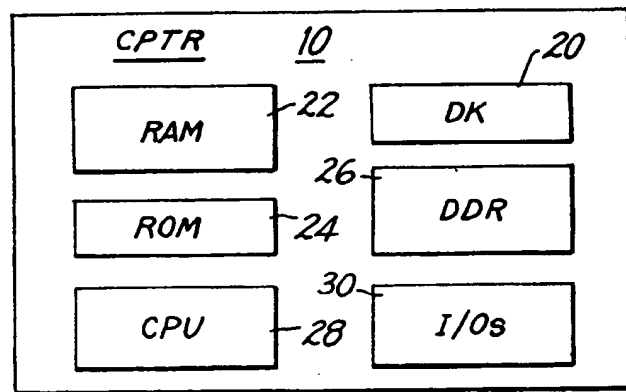 CPTR 10
20
RAM 22 DK
26
ROM 24 DDR
30
CPU 28 I/Os